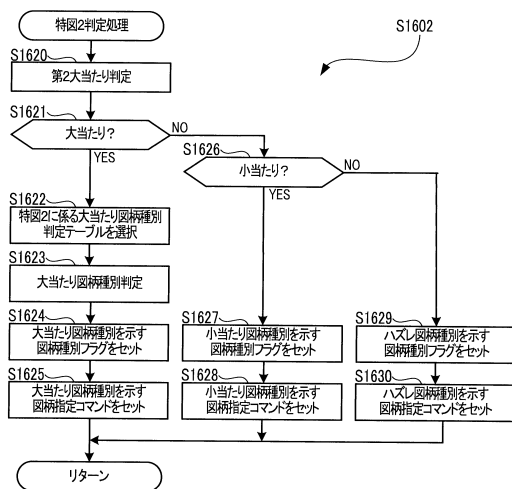 特図2判定処理
S1602
S1620
第2大当たり判定
S1621
大当たり?
NO
YES
S1626
小当たり?
NO
YES
S1622
特図2に係る大当たり図柄種別
判定テーブルを選択
S1623
大当たり図柄種別判定
S1624
大当たり図柄種別を示す
図柄種別フラグをセット
S1627
小当たり図柄種別を示す
図柄種別フラグをセット
S1629
ハズレ図柄種別を示す
図柄種別フラグをセット
S1625
大当たり図柄種別を示す
図柄指定コマンドをセット
S1628
小当たり図柄種別を示す
図柄指定コマンドをセット
S1630
ハズレ図柄種別を示す
図柄指定コマンドをセット
リターン